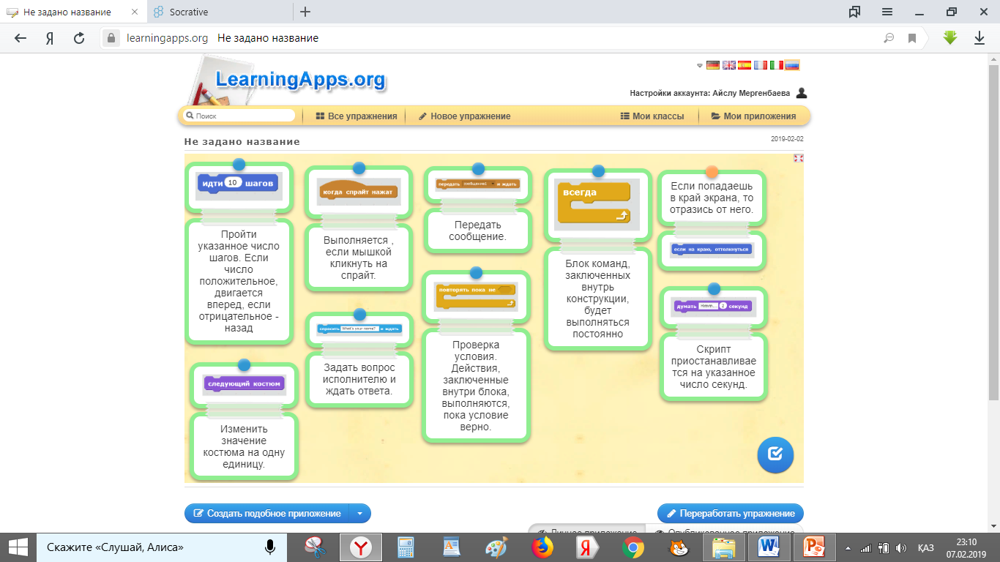 Не задано название
Socrative
learningapps.org Не задано название
LearningApps.org
Настройки аккаунта: Айслу Мергенбаева
Поиск
Все упражнения
Новое упражнение
Мои классы
Мои приложения
Не задано название
2019-02-02
идти 10 шагов
Пройти
указанное число
шагов. Если
число
положительное,
двигается
вперед, если
отрицательное -
назад
следующий костюм
Изменить
значение
костюма на одну
единицу.
когда спрайт нажат
Выполняется ,
если мышкой
кликнуть на
спрайт.
спросить What's your name? и ждать
Задать вопрос
исполнителю и
ждать ответа.
передать сообщение1 и ждать
Передать
сообщение.
повторять пока не
Проверка
условия.
Действия,
заключенные
внутри блока,
выполняются,
пока условие
верно.
всегда
Блок команд,
заключенных
внутрь
конструкции,
будет
выполняться
постоянно
Если попадаешь
в край экрана, то
отразись от него.
если на краю, оттолкнуться
думать Hmm... 2 секунд
Скрипт
приостанавливае
тся на указанное
число секунд.
Создать подобное приложение
Переработать упражнение
Личное приложение
Опубликованное приложение
Скажите «Слушай, Алиса»
ҚАЗ
23:10
07.02.2019